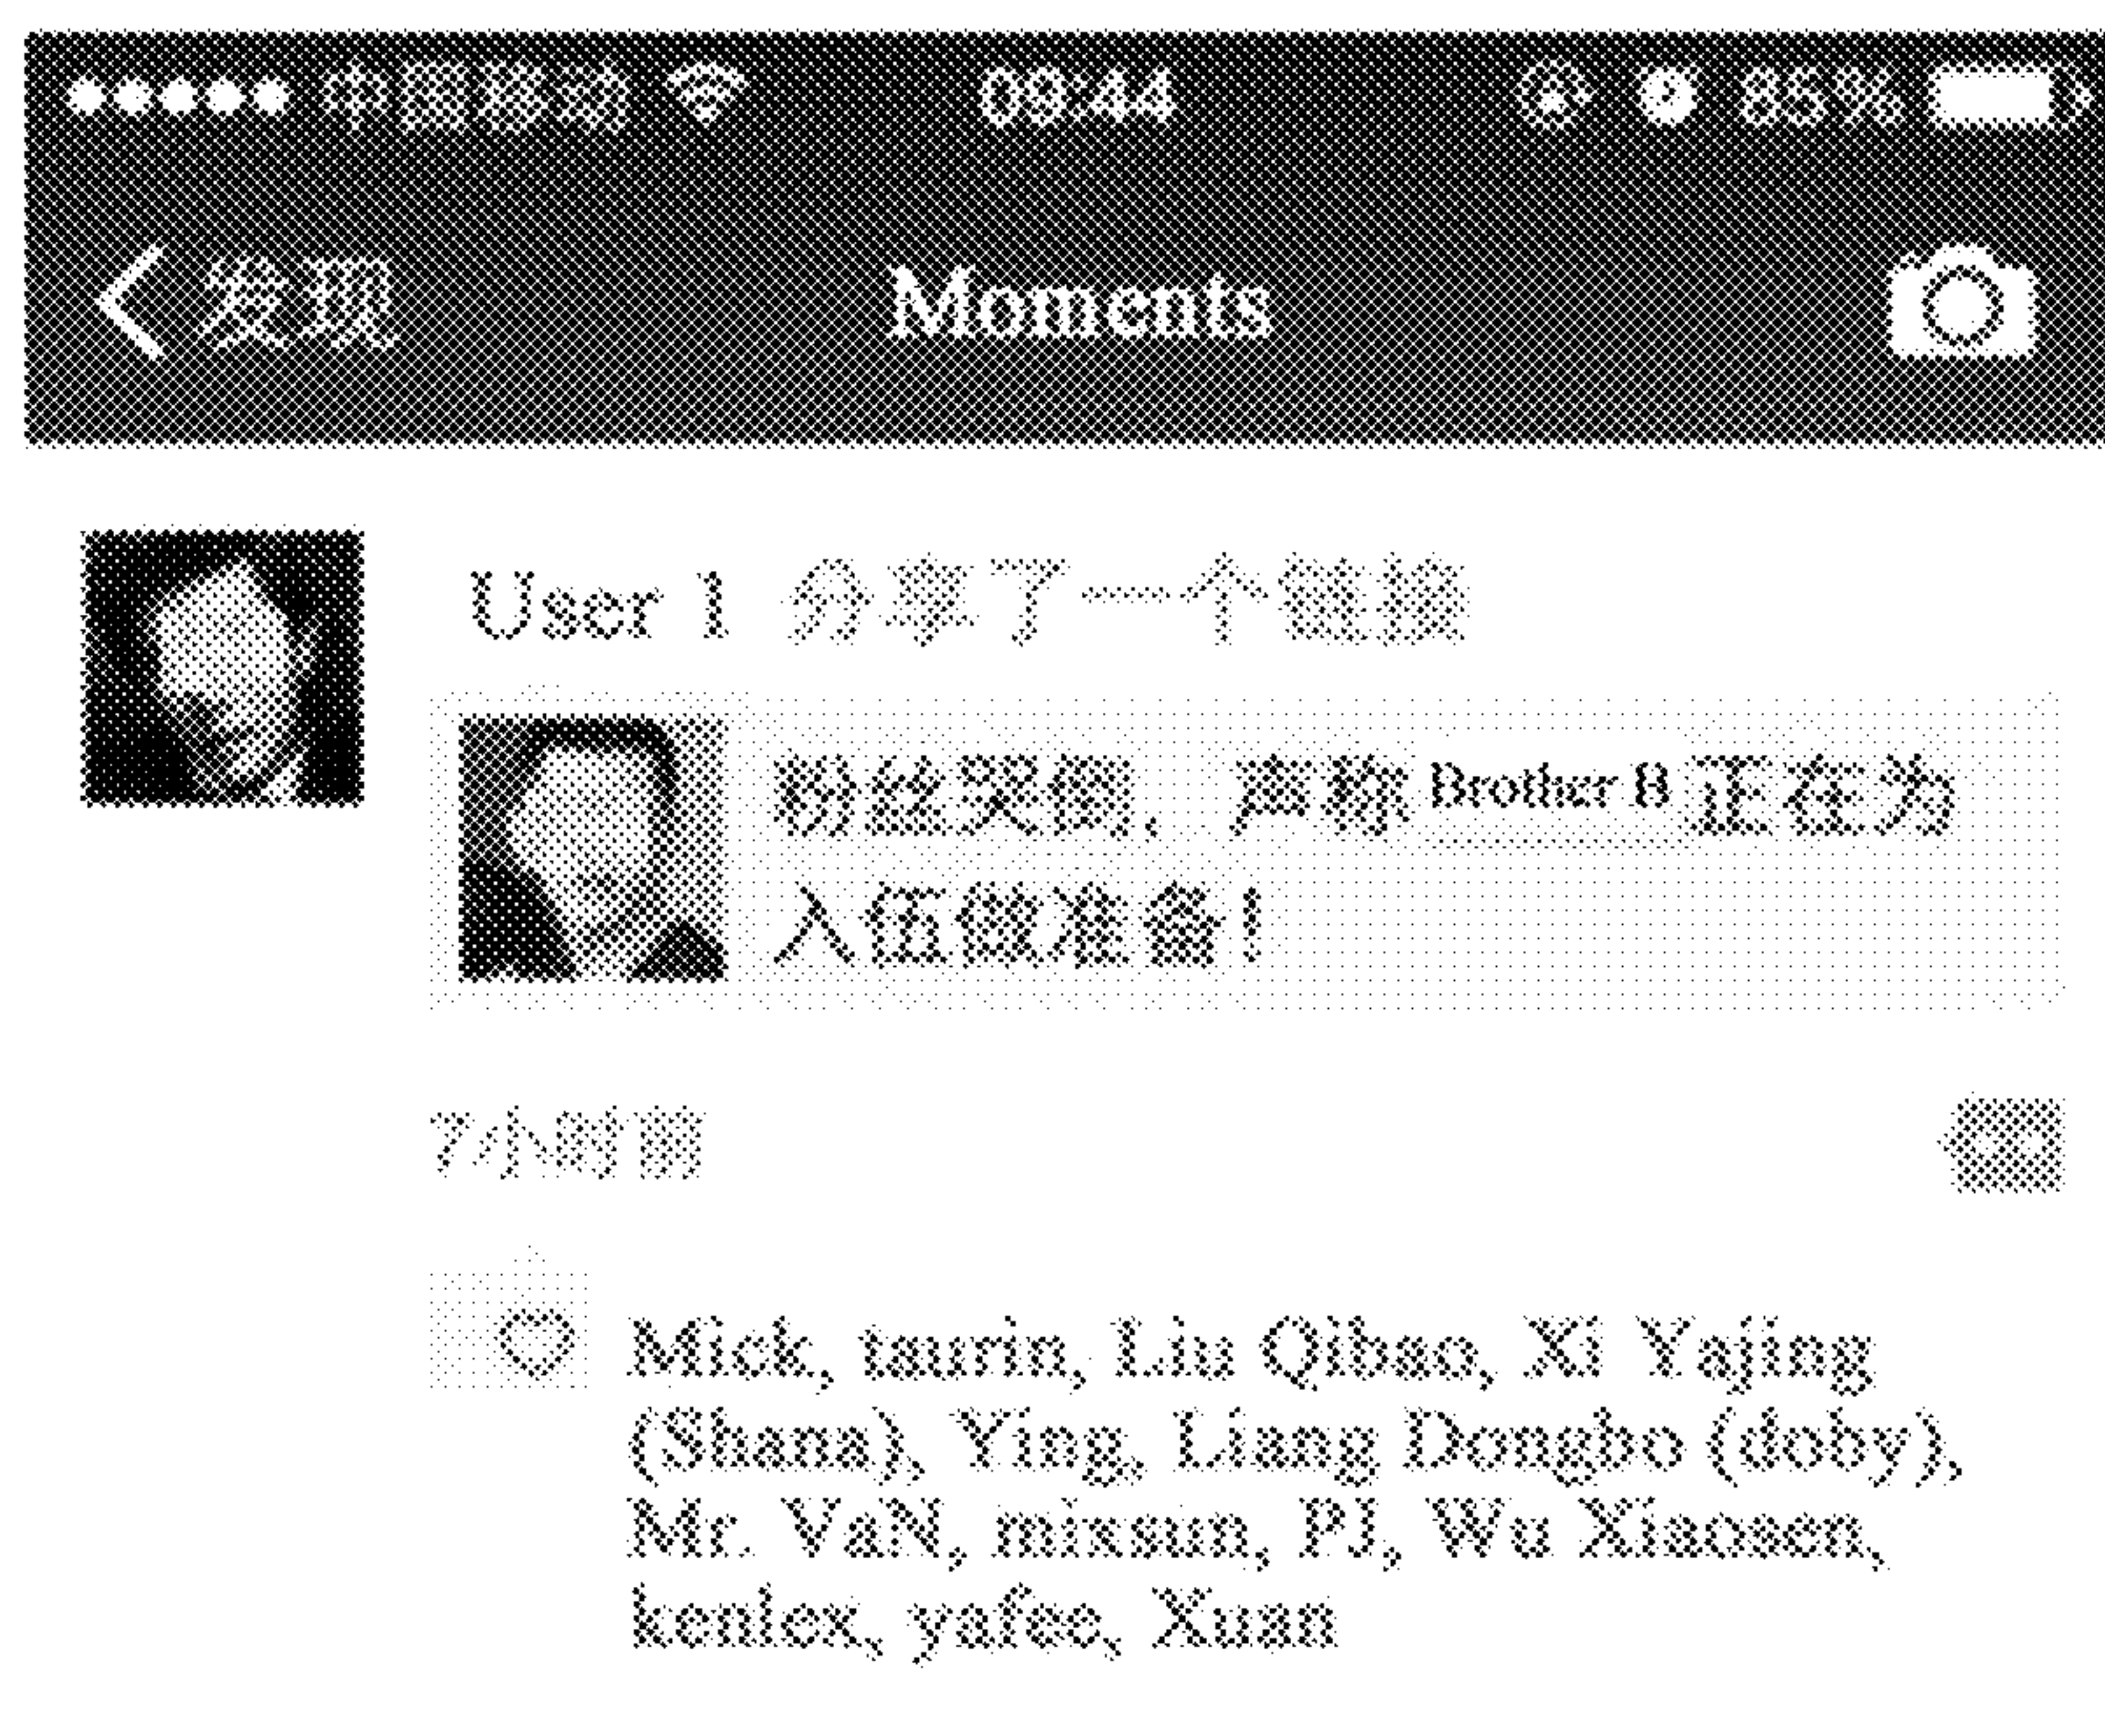 中国移动 09:44 85%
发现 Moments
User 1 分享了一个链接
粉丝哭倒，声称 Brother B 正在为
入伍做准备！
7小时前
Mick, taurin, Liu Qibao, Xi Yajing
(Shana), Ying, Liang Dongbo (doby),
Mr. VaN, mixsun, PJ, Wu Xiaosen,
kenlex, yafee, Xuan